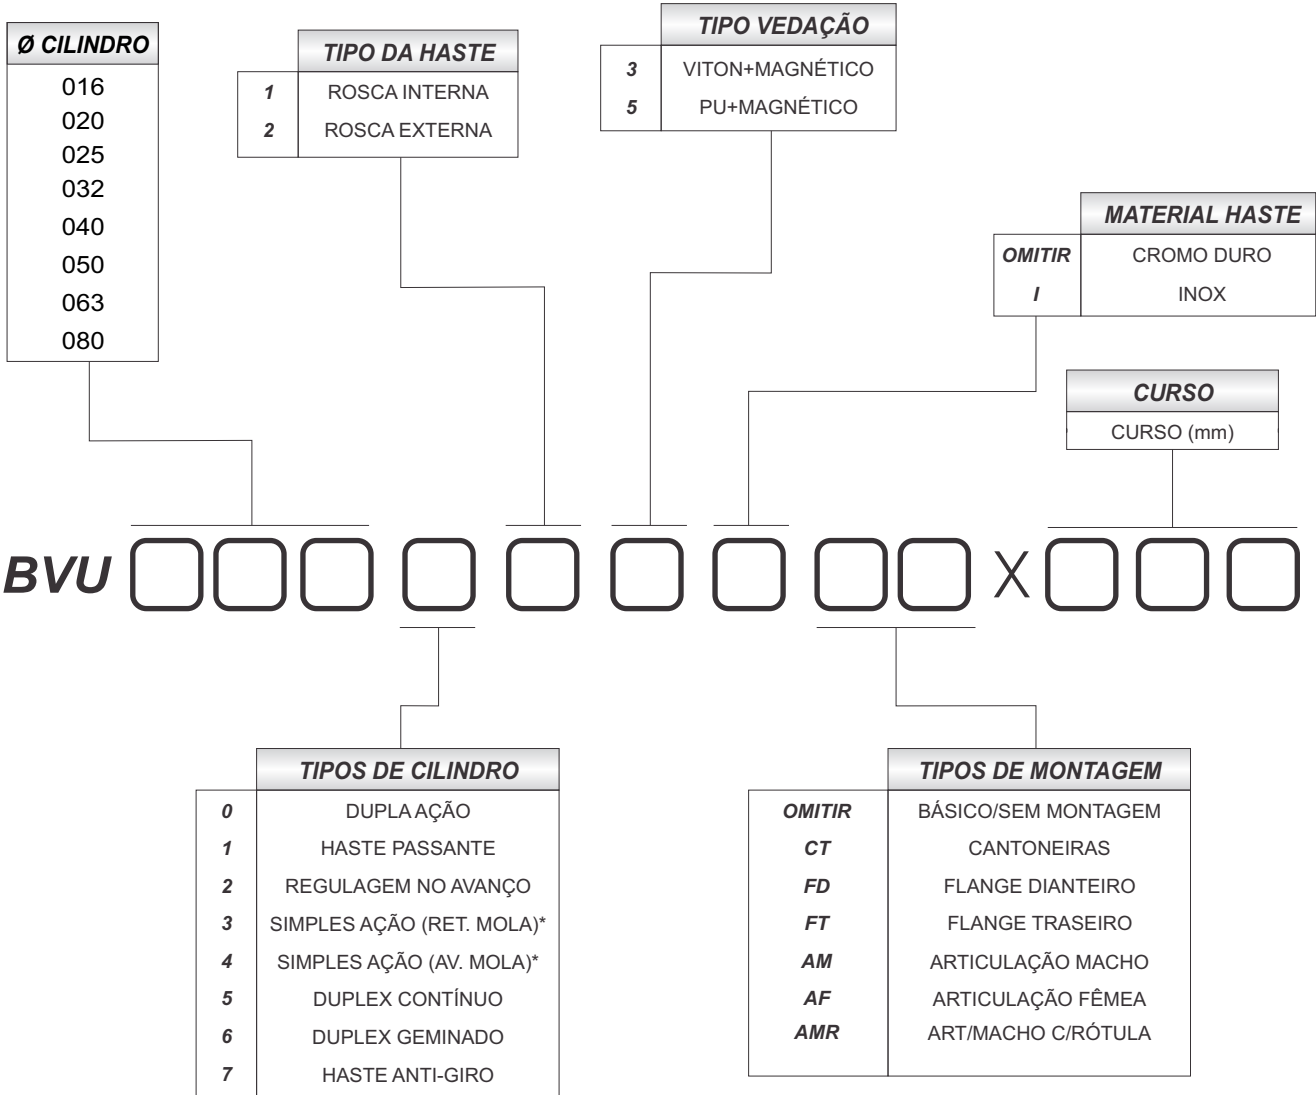 Ø CILINDRO
016
020
025
032
040
050
063
080
TIPO DA HASTE
1 ROSCA INTERNA
2 ROSCA EXTERNA
TIPO VEDAÇÃO
3 VITON+MAGNÉTICO
5 PU+MAGNÉTICO
MATERIAL HASTE
OMITIR CROMO DURO
I INOX
CURSO
CURSO (mm)
BVU X
TIPOS DE CILINDRO
0 DUPLA AÇÃO
1 HASTE PASSANTE
2 REGULAGEM NO AVANÇO
3 SIMPLES AÇÃO (RET. MOLA)*
4 SIMPLES AÇÃO (AV. MOLA)*
5 DUPLEX CONTÍNUO
6 DUPLEX GEMINADO
7 HASTE ANTI-GIRO
TIPOS DE MONTAGEM
OMITIR BÁSICO/SEM MONTAGEM
CT CANTONEIRAS
FD FLANGE DIANTEIRO
FT FLANGE TRASEIRO
AM ARTICULAÇÃO MACHO
AF ARTICULAÇÃO FÊMEA
AMR ART/MACHO C/RÓTULA